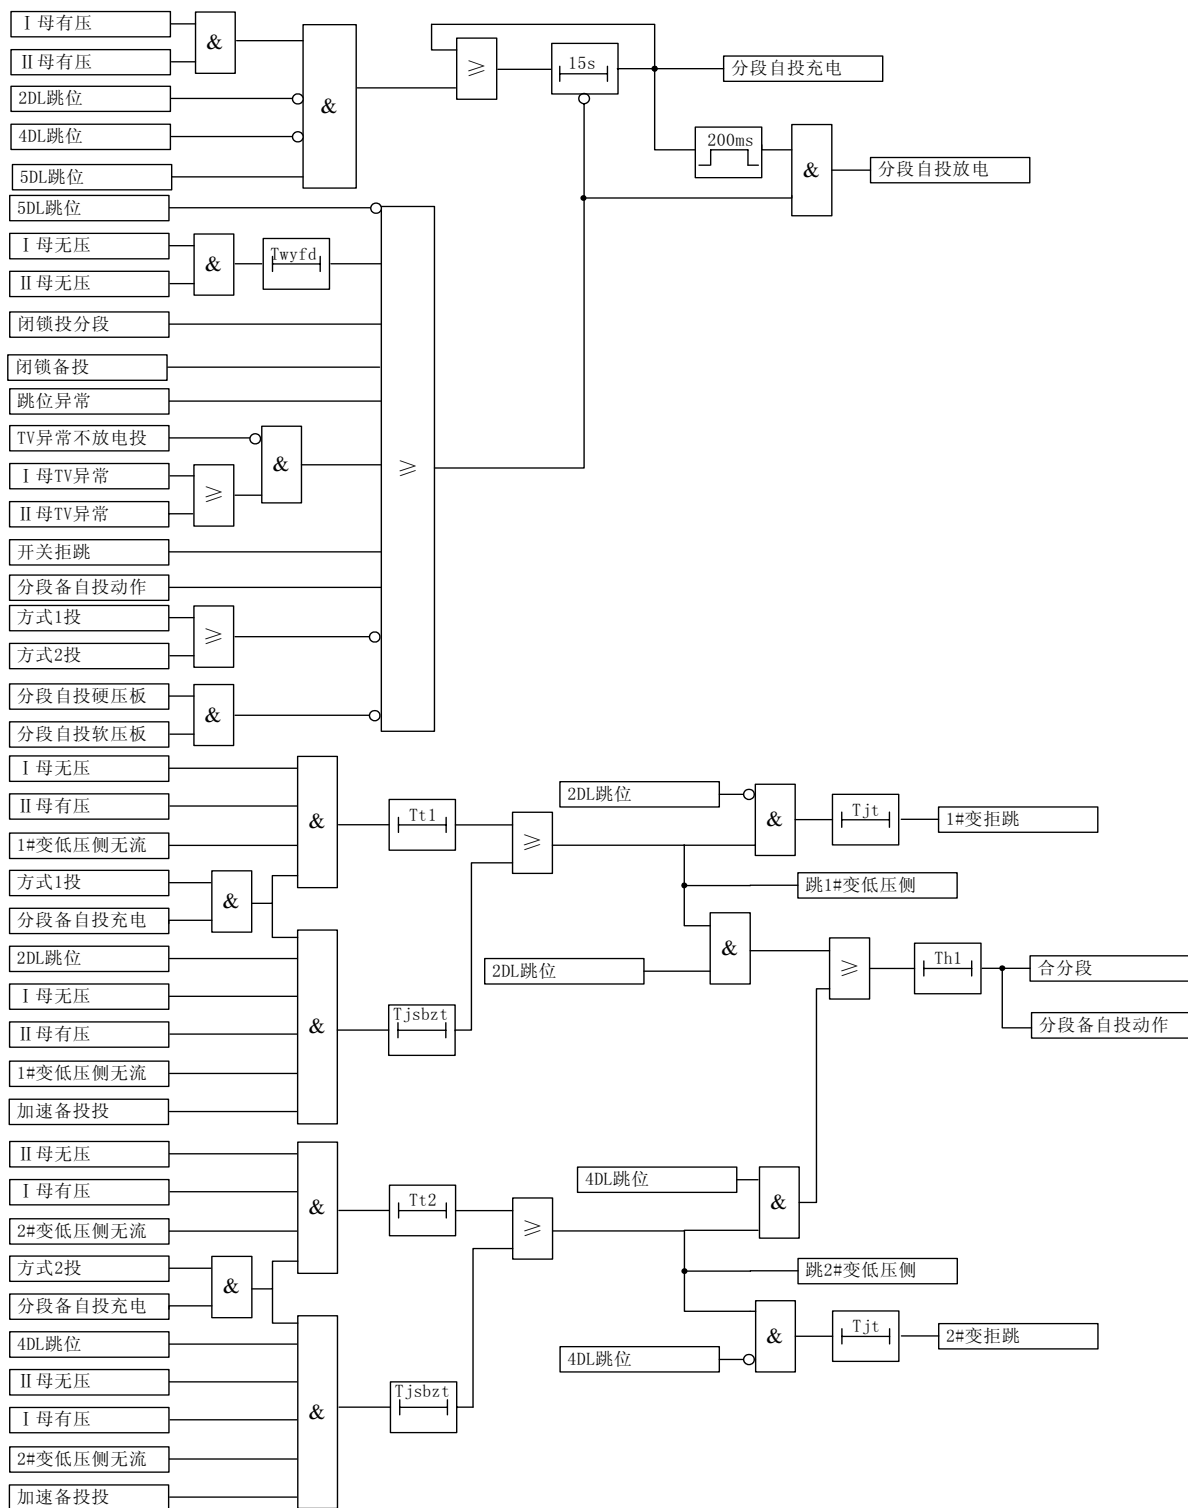 Ⅰ母有压
&
Ⅱ母有压
2DL跳位
&
4DL跳位
5DL跳位
≥
15s
分段自投充电
200ms
&
分段自投放电
5DL跳位
Ⅰ母无压
&
Twyfd
Ⅱ母无压
闭锁投分段
闭锁备投
跳位异常
TV异常不放电投
&
≥
Ⅰ母TV异常
≥
Ⅱ母TV异常
开关拒跳
分段备自投动作
方式1投
≥
方式2投
分段自投硬压板
&
分段自投软压板
Ⅰ母无压
Ⅱ母有压
&
Tt1
1#变低压侧无流
方式1投
&
分段备自投充电
2DL跳位
Ⅰ母无压
&
Tjsbzt
Ⅱ母有压
1#变低压侧无流
加速备投投
≥
2DL跳位
&
Tjt
1#变拒跳
跳1#变低压侧
&
2DL跳位
≥
Th1
合分段
分段备自投动作
Ⅱ母无压
Ⅰ母有压
&
Tt2
2#变低压侧无流
方式2投
&
分段备自投充电
4DL跳位
Ⅱ母无压
&
Tjsbzt
Ⅰ母有压
2#变低压侧无流
加速备投投
≥
4DL跳位
&
跳2#变低压侧
&
Tjt
2#变拒跳
4DL跳位